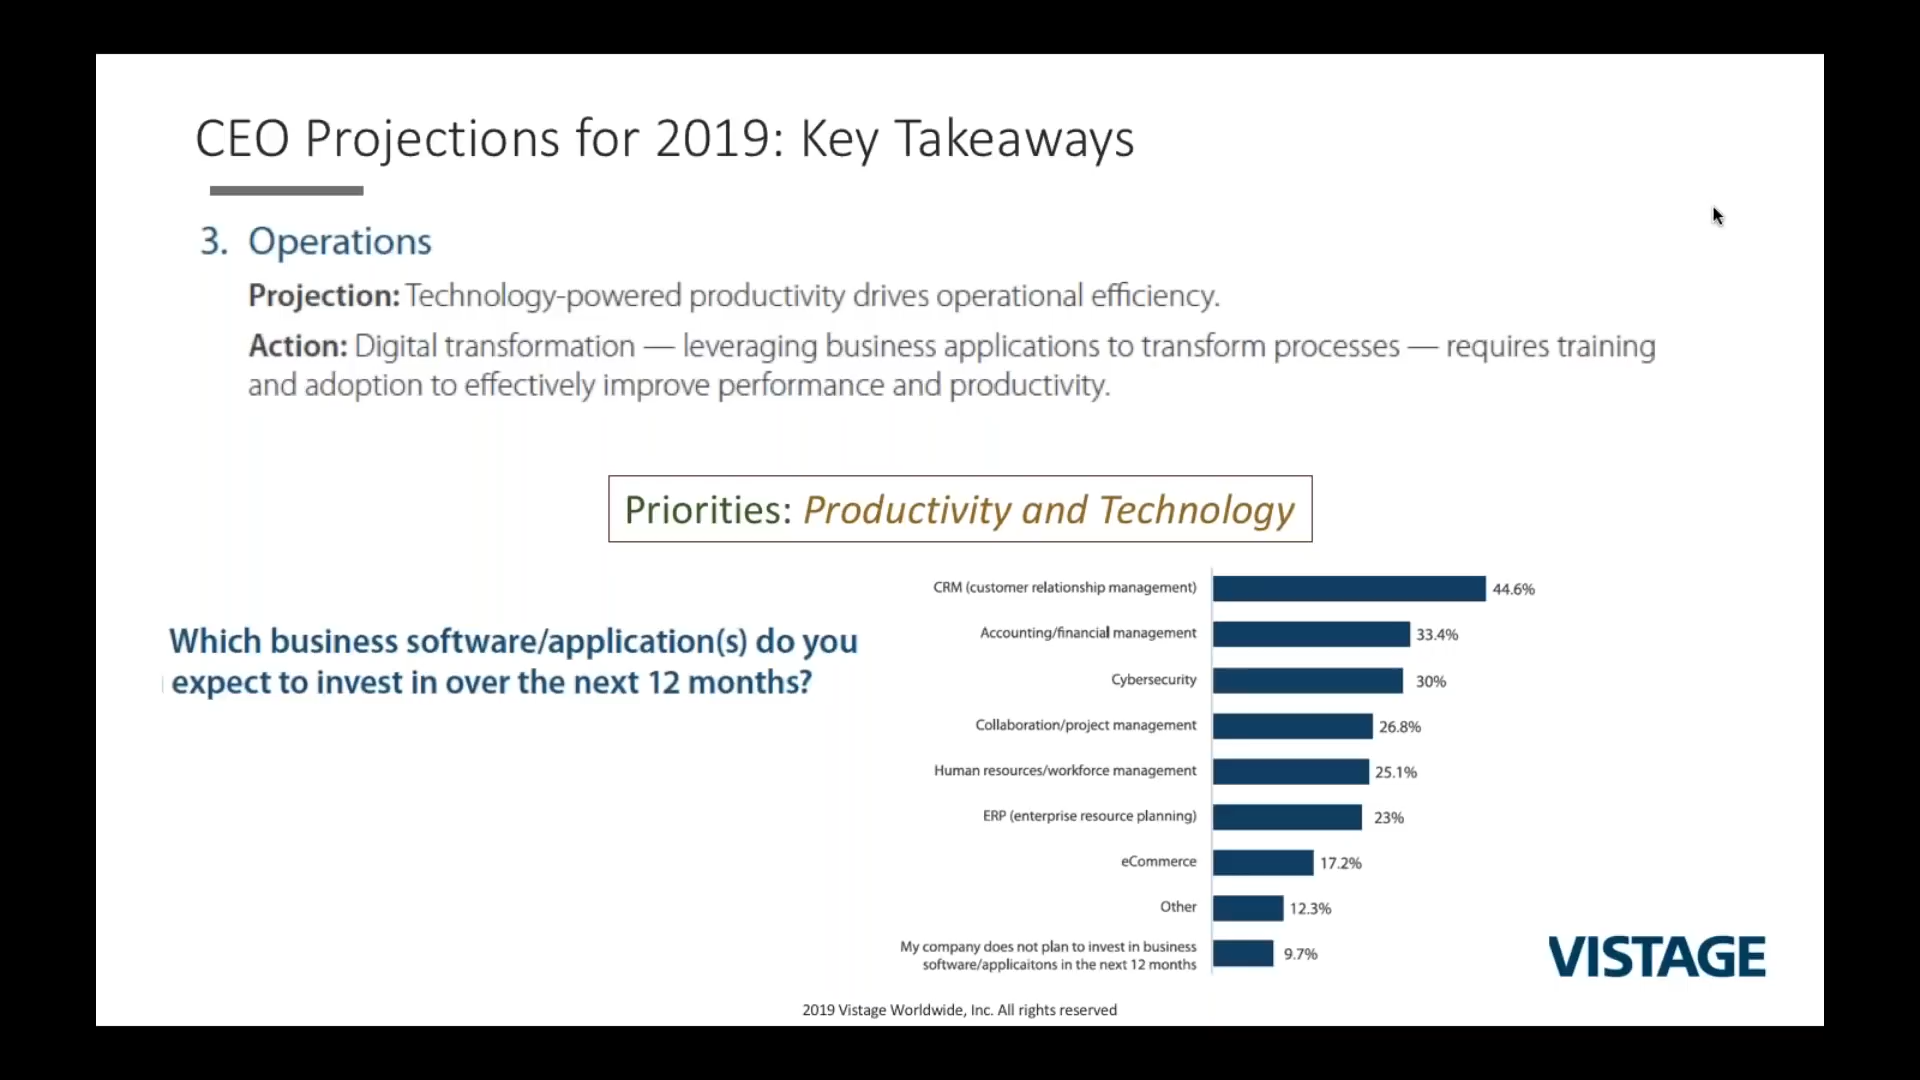 CEO Projections for 2019: Key Takeaways
3. Operations
Projection: Technology-powered productivity drives operational efficiency.
Action: Digital transformation — leveraging business applications to transform processes — requires training
and adoption to effectively improve performance and productivity.
Priorities: Productivity and Technology
Which business software/application(s) do you
expect to invest in over the next 12 months?
CRM (customer relationship management) 44.6%
Accounting/financial management 33.4%
Cybersecurity 30%
Collaboration/project management 26.8%
Human resources/workforce management 25.1%
ERP (enterprise resource planning) 23%
eCommerce 17.2%
Other 12.3%
My company does not plan to invest in business
software/applicaitons in the next 12 months 9.7%
VISTAGE
2019 Vistage Worldwide, Inc. All rights reserved